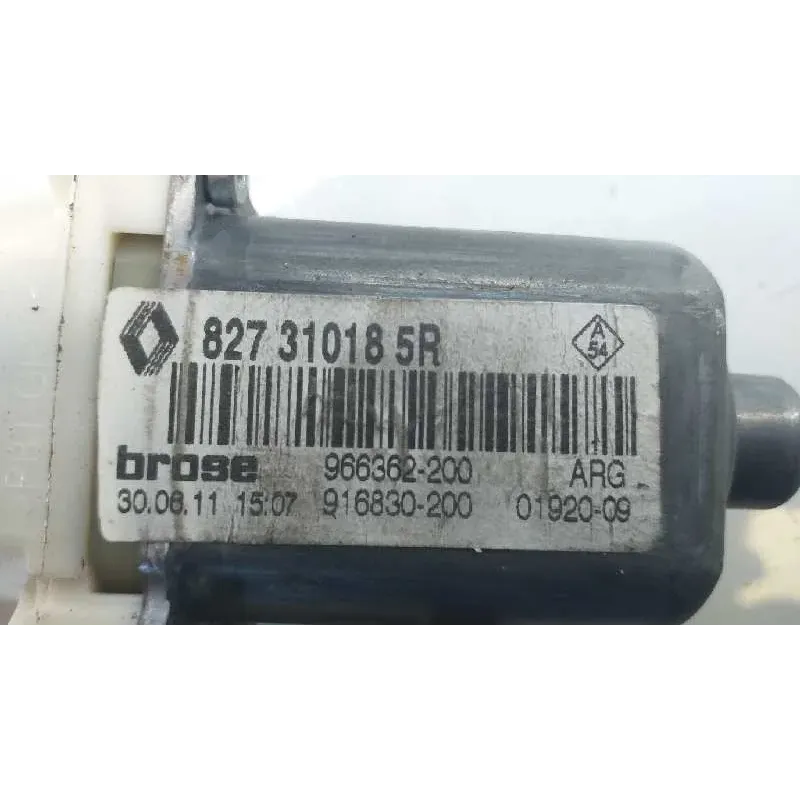 827 31018 5R
A
54
brose 966362-200 ARG
30.06.11 15:07 916830-200 01920-09